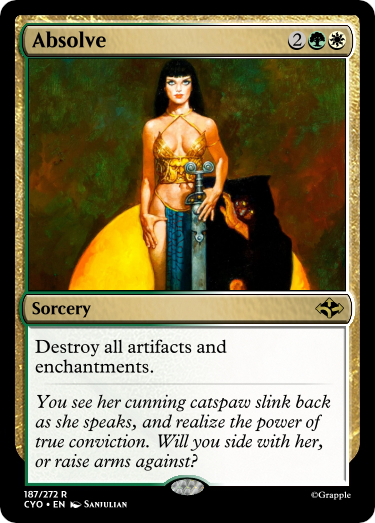 Absolve 2
Sorcery
Destroy all artifacts and
enchantments.
You see her cunning catspaw slink back
as she speaks, and realize the power of
true conviction. Will you side with her,
or raise arms against?
187/272 R
CYO • EN SANJULIAN
©Grapple